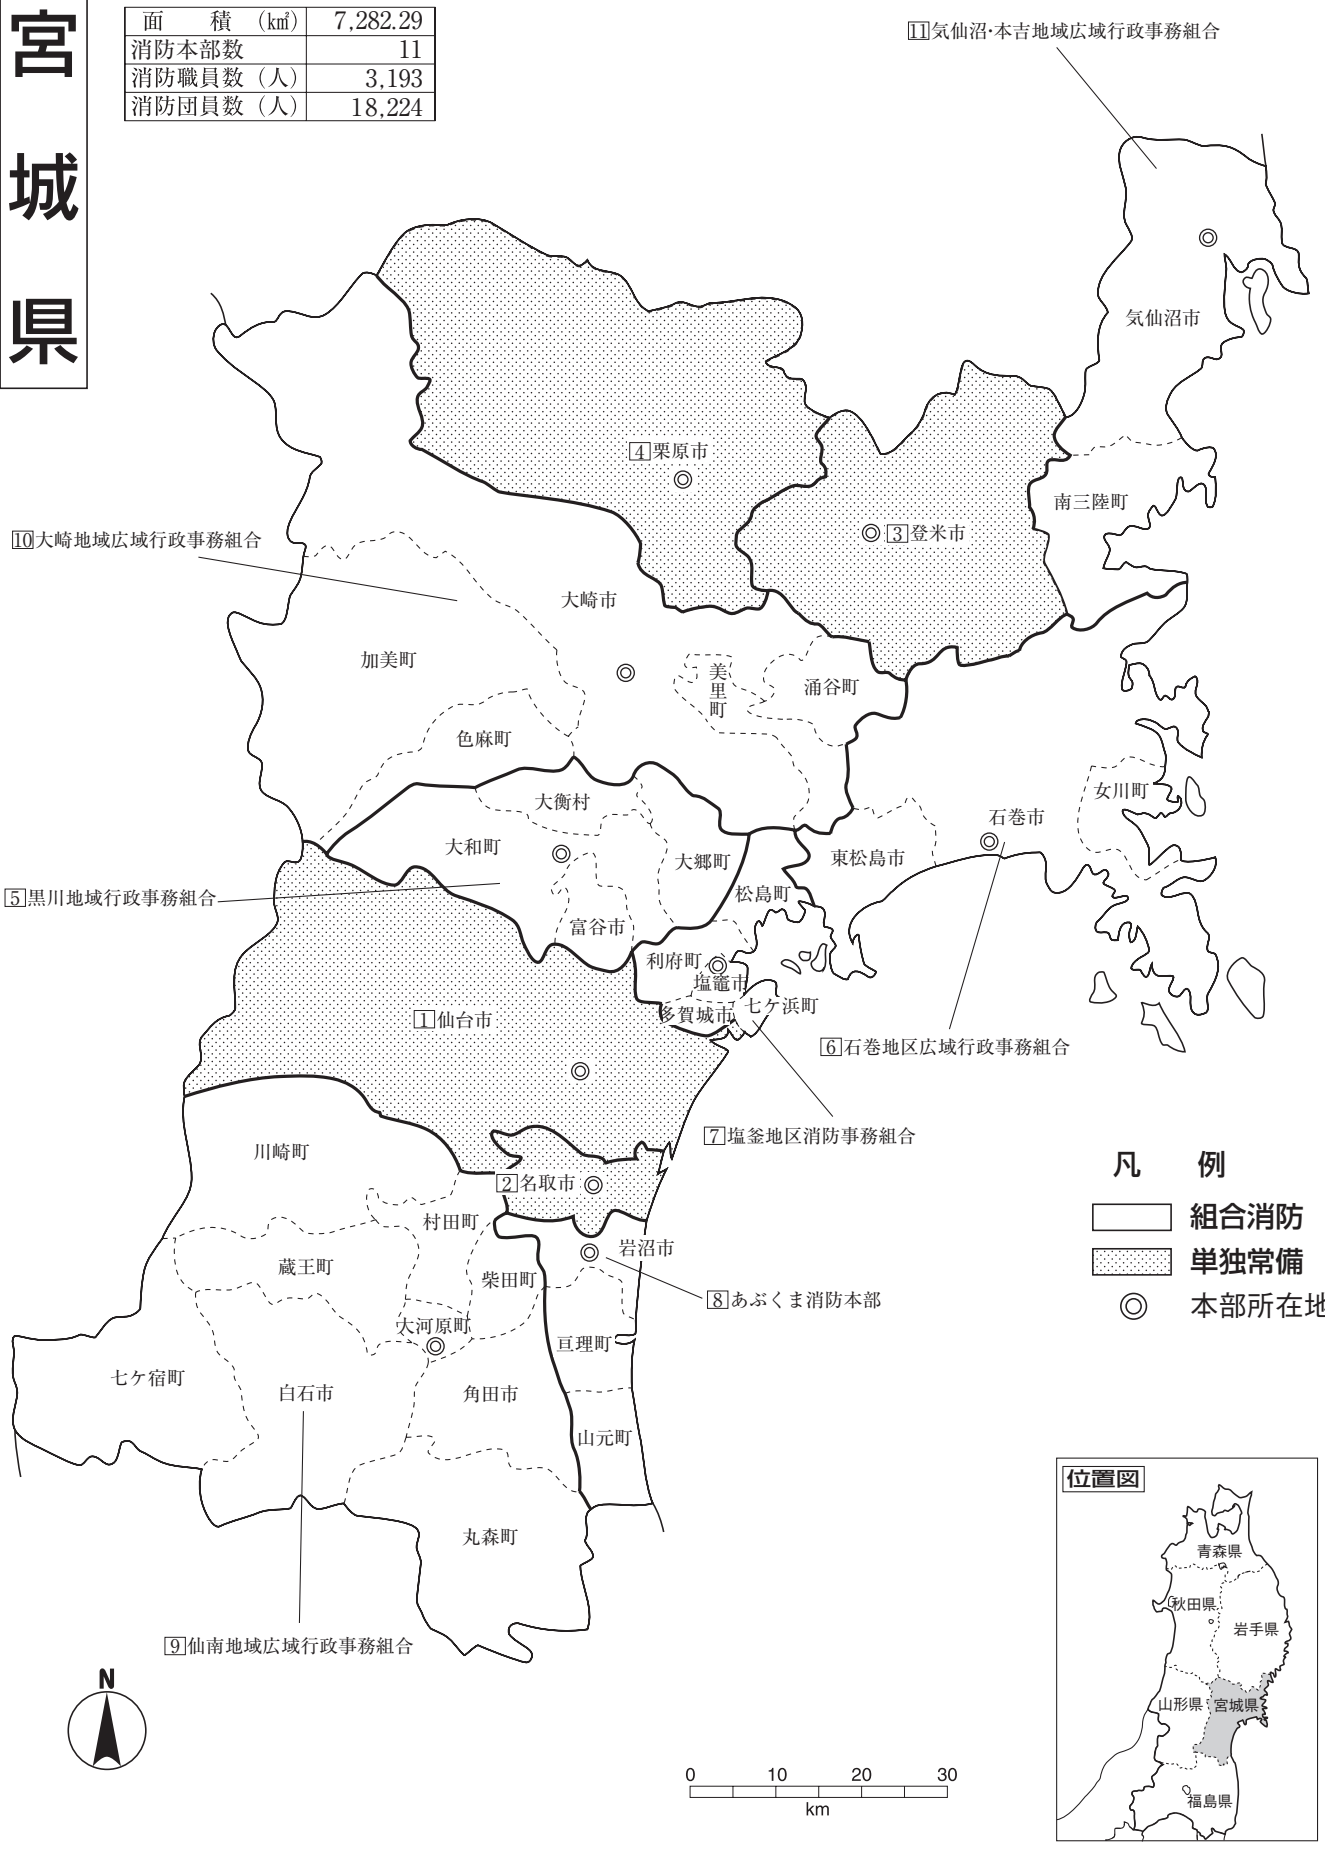 宮城県
面積(㎢) 7,282.29
消防本部数 11
消防職員数(人) 3,193
消防団員数(人) 18,224
11気仙沼・本吉地域広域行政事務組合
気仙沼市
4栗原市
南三陸町
3登米市
10大崎地域広域行政事務組合
大崎市
加美町
美里町
涌谷町
色麻町
女川町
大衡村
石巻市
大和町
大郷町
東松島市
松島町
5黒川地域行政事務組合
富谷市
利府町
塩竈市
七ケ浜町
多賀城市
1仙台市
6石巻地区広域行政事務組合
7塩釜地区消防事務組合
川崎町
2名取市
村田町
岩沼市
蔵王町
柴田町
8あぶくま消防本部
大河原町
亘理町
七ケ宿町
白石市
角田市
山元町
丸森町
9仙南地域広域行政事務組合
凡例
組合消防
単独常備
本部所在地
N
0 10 20 30
km
位置図
青森県
秋田県
岩手県
山形県
宮城県
福島県